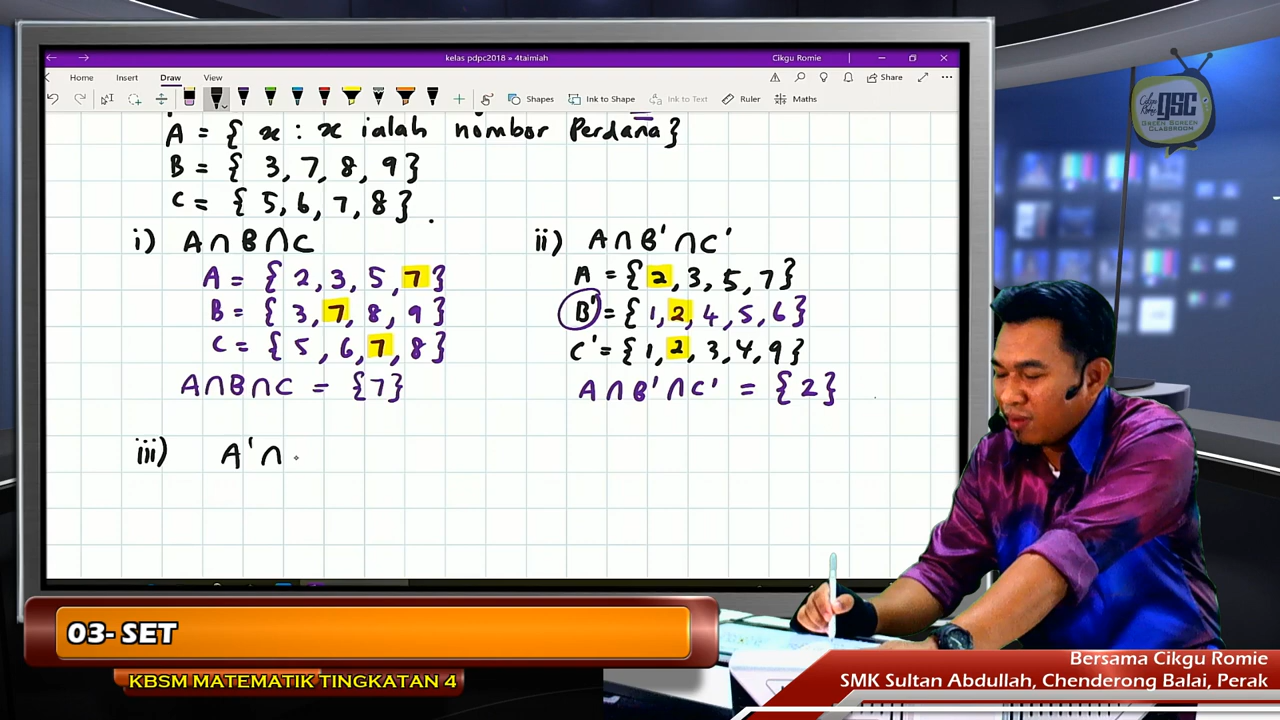 kelas pdpc2018 » 4taimiah
Cikgu Romie
Home Insert Draw View
Share
Shapes Ink to Shape Ink to Text Ruler Maths
A = { x : x ialah nombor Perdana }
B = { 3, 7, 8, 9 }
C = { 5, 6, 7, 8 } .
i) A ∩ B ∩ C
A = { 2, 3, 5, 7 }
B = { 3, 7, 8, 9 }
C = { 5, 6, 7, 8 }
A ∩ B ∩ C = { 7 }
ii) A ∩ B' ∩ C'
A = { 2, 3, 5, 7 }
B' = { 1, 2, 4, 5, 6 }
C' = { 1, 2, 3, 4, 9 }
A ∩ B' ∩ C' = { 2 }
iii) A' ∩
Cikgu Romie gsc
GREEN SCREEN
CLASSROOM
03- SET
KBSM MATEMATIK TINGKATAN 4
Bersama Cikgu Romie
SMK Sultan Abdullah, Chenderong Balai, Perak